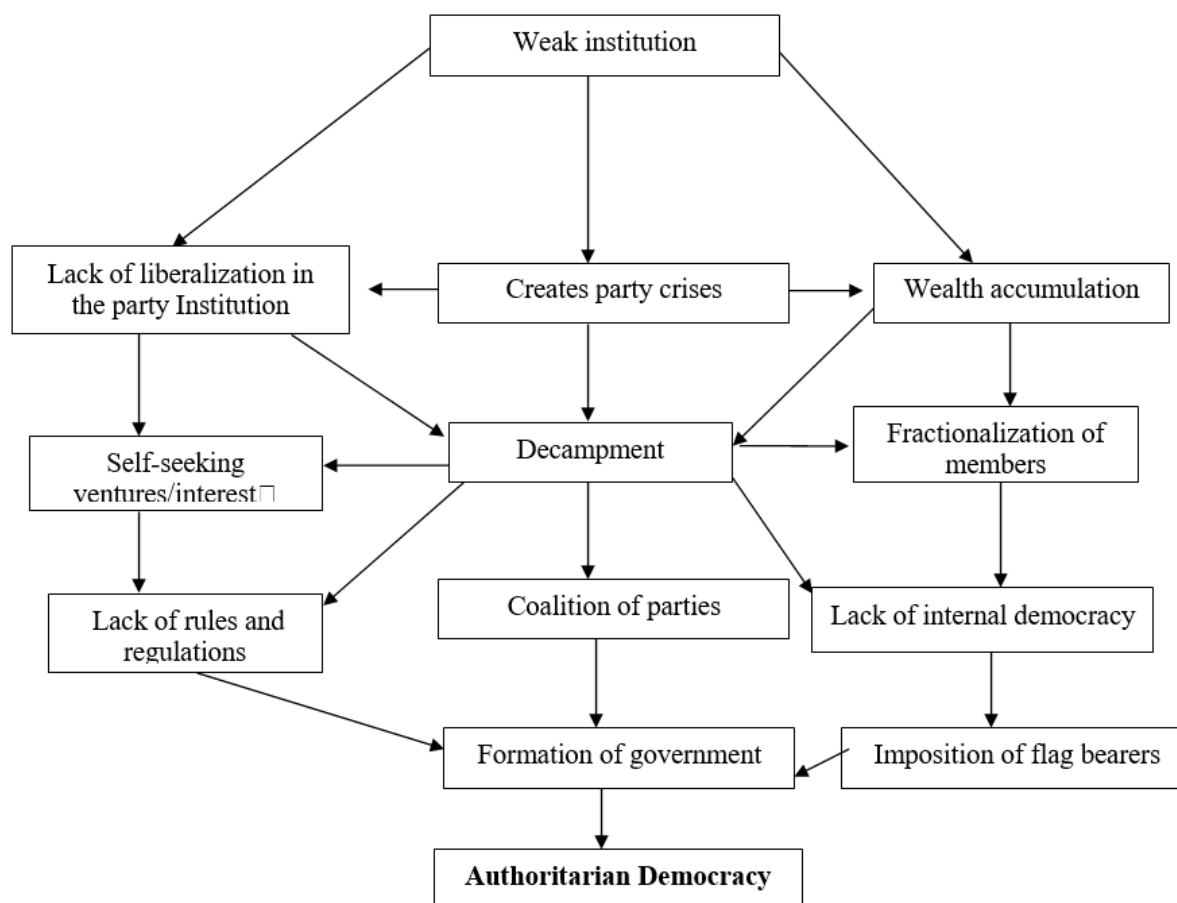 Weak institution
Lack of liberalization in
the party Institution
Creates party crises
Wealth accumulation
Self-seeking
ventures/interest□
Decampment
Fractionalization of
members
Lack of rules and
regulations
Coalition of parties
Lack of internal democracy
Formation of government
Imposition of flag bearers
Authoritarian Democracy